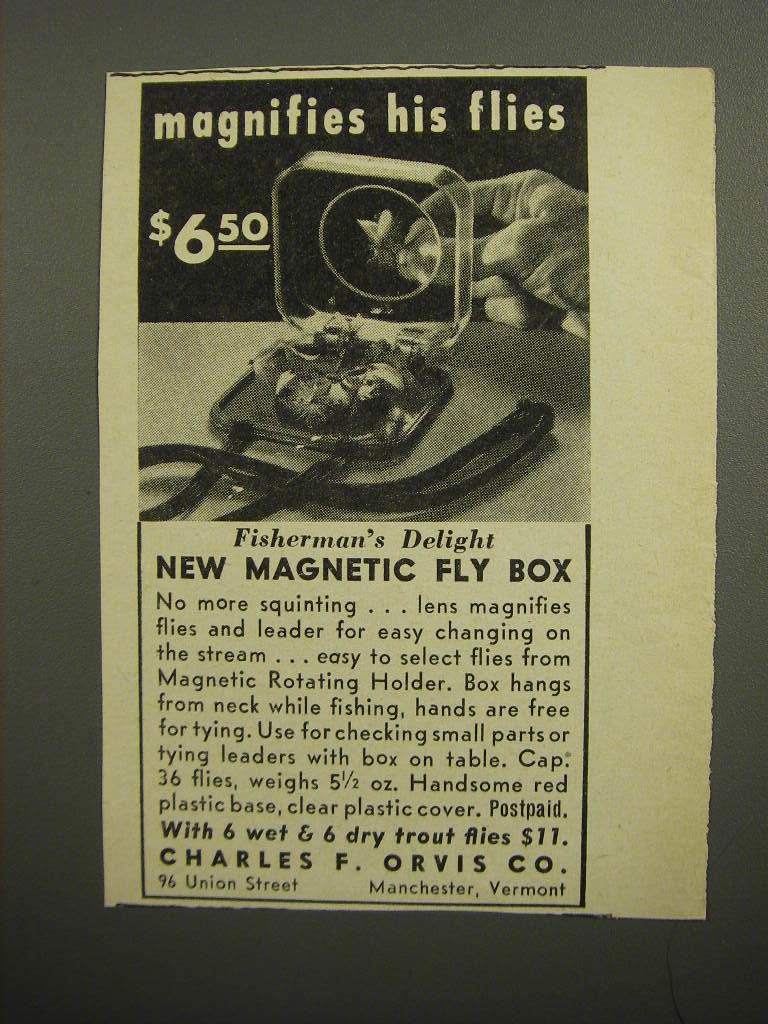 magnifies his flies
$6 50
Fisherman's Delight
NEW MAGNETIC FLY BOX
No more squinting . . . lens magnifies
flies and leader for easy changing on
the stream . . . easy to select flies from
Magnetic Rotating Holder. Box hangs
from neck while fishing, hands are free
for tying. Use for checking small parts or
tying leaders with box on table. Cap.
36 flies, weighs 5½ oz. Handsome red
plastic base, clear plastic cover. Postpaid.
With 6 wet & 6 dry trout flies $11.
CHARLES F. ORVIS CO.
96 Union Street Manchester, Vermont